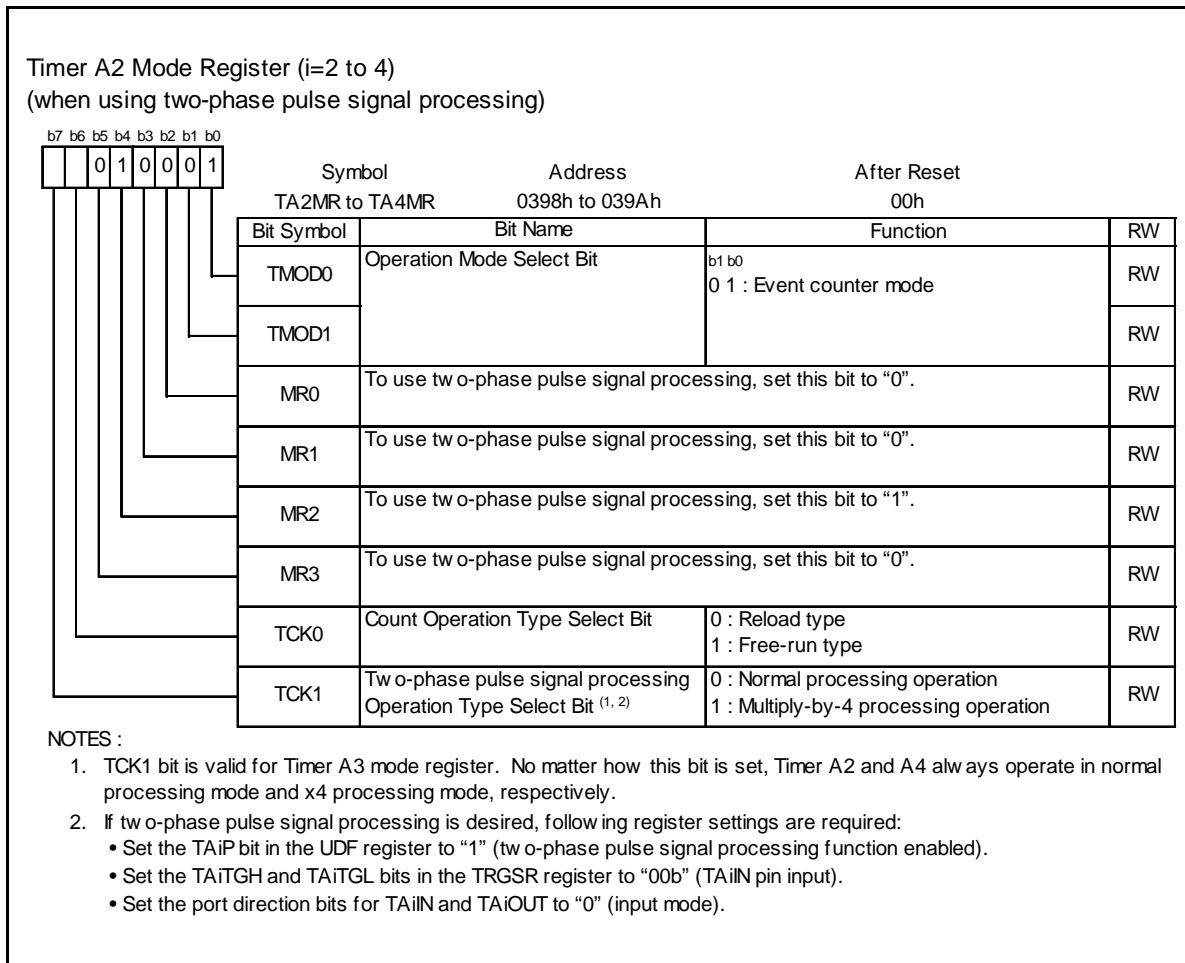 Timer A2 Mode Register (i=2 to 4)
(when using two-phase pulse signal processing)
b7 b6 b5 b4 b3 b2 b1 b0
0 1 0 0 0 1
Symbol Address After Reset
TA2MR to TA4MR 0398h to 039Ah 00h
Bit Symbol Bit Name Function RW
TMOD0 Operation Mode Select Bit b1 b0
0 1 : Event counter mode RW
TMOD1 RW
MR0 To use two-phase pulse signal processing, set this bit to “0”. RW
MR1 To use two-phase pulse signal processing, set this bit to “0”. RW
MR2 To use two-phase pulse signal processing, set this bit to “1”. RW
MR3 To use two-phase pulse signal processing, set this bit to “0”. RW
TCK0 Count Operation Type Select Bit 0 : Reload type
1 : Free-run type RW
TCK1 Two-phase pulse signal processing 0 : Normal processing operation
Operation Type Select Bit (1, 2) 1 : Multiply-by-4 processing operation RW
NOTES :
1. TCK1 bit is valid for Timer A3 mode register. No matter how this bit is set, Timer A2 and A4 always operate in normal
processing mode and x4 processing mode, respectively.
2. If two-phase pulse signal processing is desired, following register settings are required:
• Set the TAiP bit in the UDF register to “1” (two-phase pulse signal processing function enabled).
• Set the TAiTGH and TAiTGL bits in the TRGSR register to “00b” (TAiIN pin input).
• Set the port direction bits for TAiIN and TAiOUT to “0” (input mode).